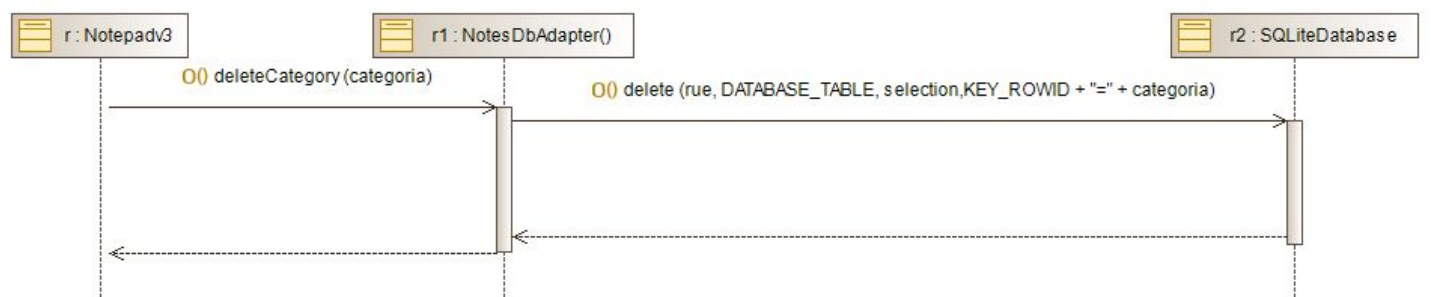 r : Notepadv3
r1 : NotesDbAdapter()
r2 : SQLiteDatabase
O() deleteCategory (categoria)
O() delete (rue, DATABASE_TABLE, selection,KEY_ROWID + "=" + categoria)